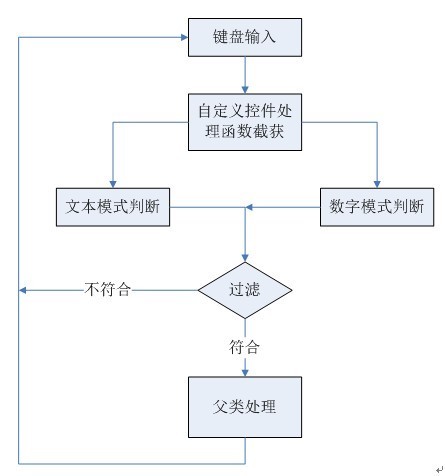 键盘输入
自定义控件处
理函数截获
文本模式判断
数字模式判断
不符合
过滤
符合
父类处理